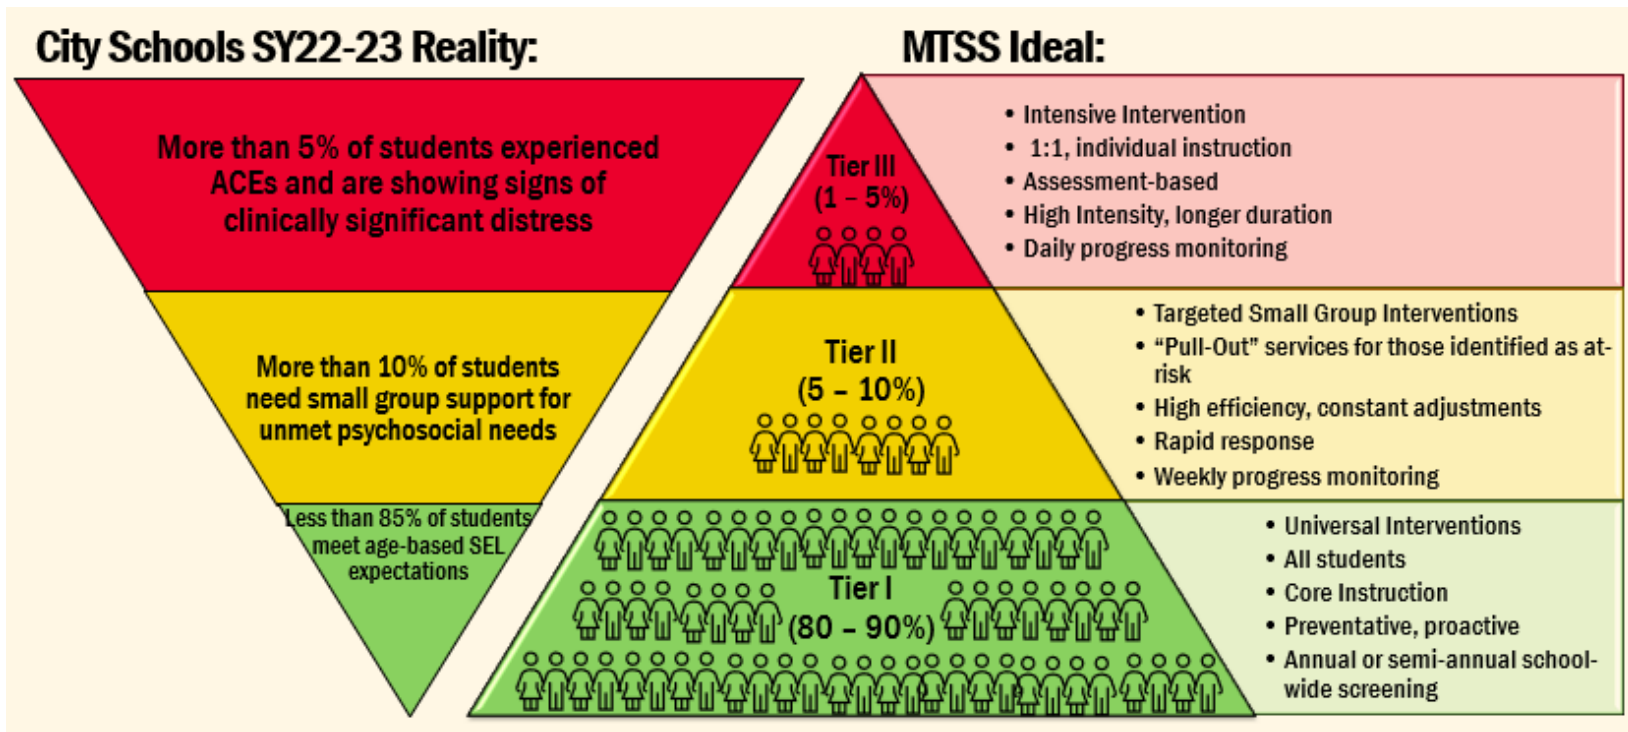 City Schools SY22-23 Reality:
More than 5% of students experienced
ACEs and are showing signs of
clinically significant distress
More than 10% of students
need small group support for
unmet psychosocial needs
Less than 85% of students
meet age-based SEL
expectations
MTSS Ideal:
Tier III
(1 – 5%)
• Intensive Intervention
• 1:1, individual instruction
• Assessment-based
• High Intensity, longer duration
• Daily progress monitoring
Tier II
(5 – 10%)
• Targeted Small Group Interventions
• “Pull-Out” services for those identified as at-
risk
• High efficiency, constant adjustments
• Rapid response
• Weekly progress monitoring
Tier I
(80 – 90%)
• Universal Interventions
• All students
• Core Instruction
• Preventative, proactive
• Annual or semi-annual school-
wide screening